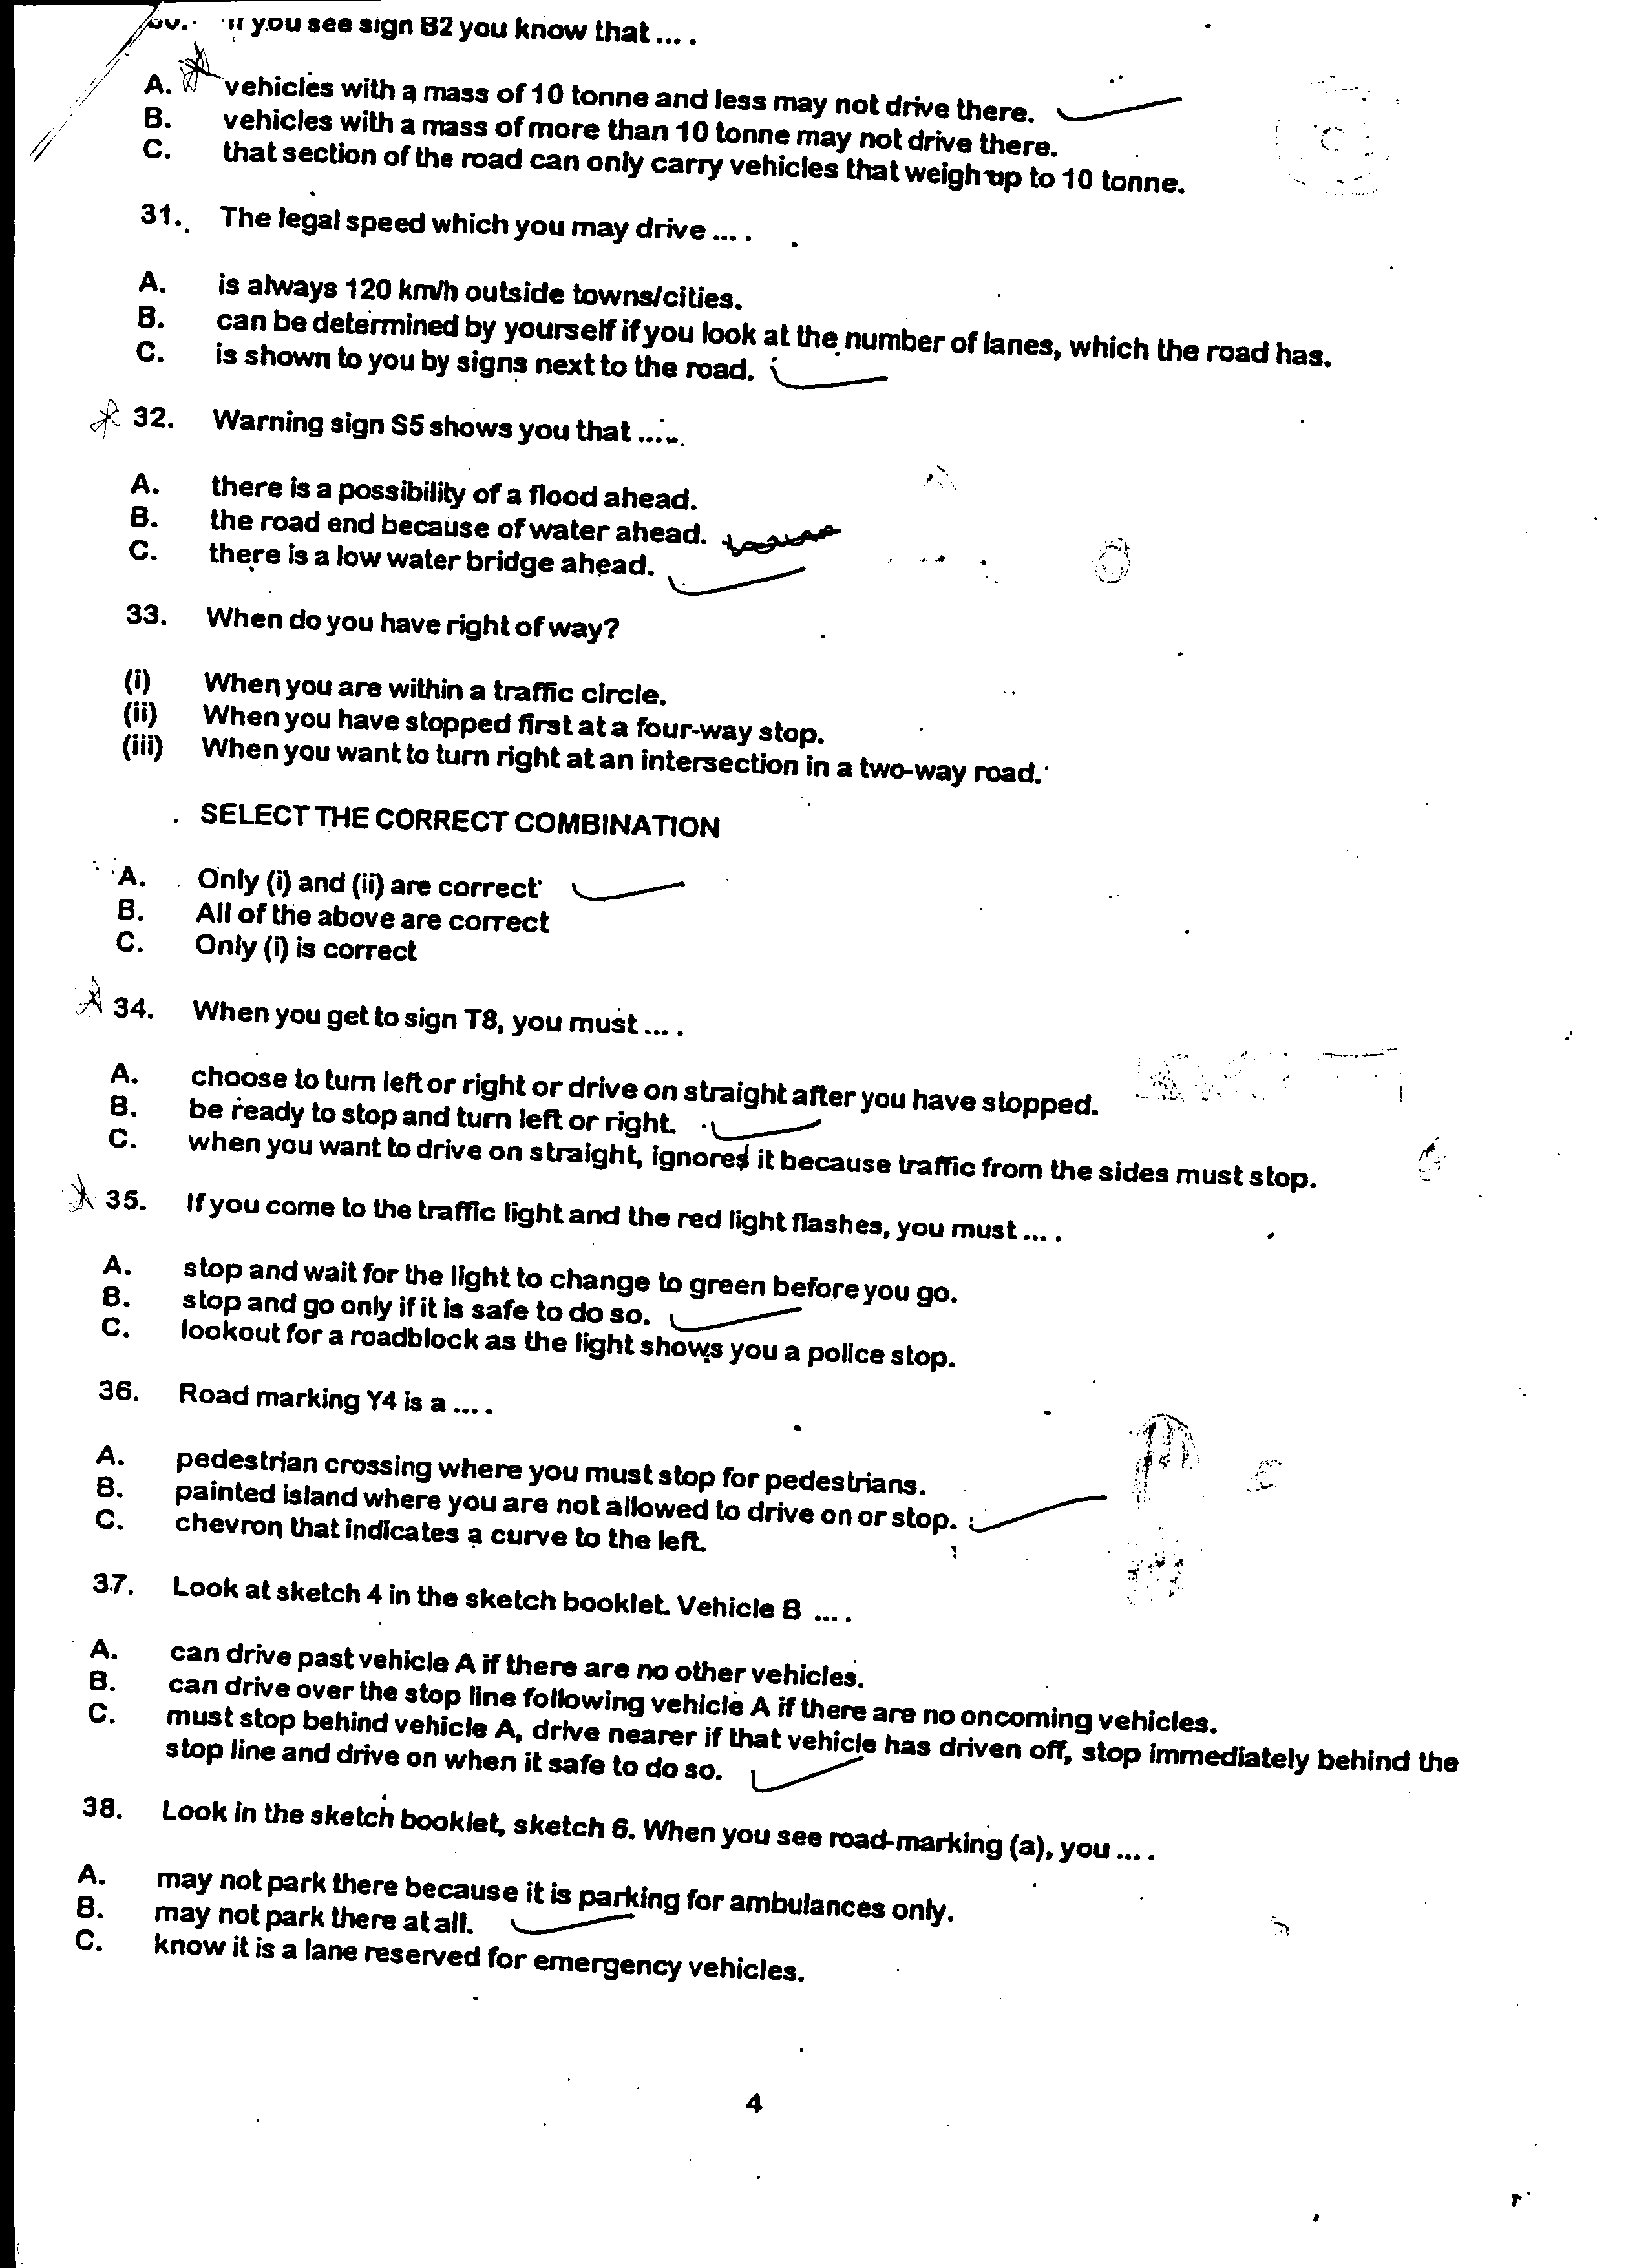 30. If you see sign B2 you know that ... .
A. vehicles with a mass of 10 tonne and less may not drive there.
B. vehicles with a mass of more than 10 tonne may not drive there.
C. that section of the road can only carry vehicles that weigh up to 10 tonne.
31. The legal speed which you may drive ... .
A. is always 120 km/h outside towns/cities.
B. can be determined by yourself if you look at the number of lanes, which the road has.
C. is shown to you by signs next to the road.
32. Warning sign S5 shows you that .....
A. there is a possibility of a flood ahead.
B. the road end because of water ahead.
C. there is a low water bridge ahead.
33. When do you have right of way?
(i) When you are within a traffic circle.
(ii) When you have stopped first at a four-way stop.
(iii) When you want to turn right at an intersection in a two-way road.
SELECT THE CORRECT COMBINATION
A. Only (i) and (ii) are correct
B. All of the above are correct
C. Only (i) is correct
34. When you get to sign T8, you must ... .
A. choose to turn left or right or drive on straight after you have stopped.
B. be ready to stop and turn left or right.
C. when you want to drive on straight, ignores it because traffic from the sides must stop.
35. If you come to the traffic light and the red light flashes, you must ... .
A. stop and wait for the light to change to green before you go.
B. stop and go only if it is safe to do so.
C. lookout for a roadblock as the light shows you a police stop.
36. Road marking Y4 is a ... .
A. pedestrian crossing where you must stop for pedestrians.
B. painted island where you are not allowed to drive on or stop.
C. chevron that indicates a curve to the left.
37. Look at sketch 4 in the sketch booklet. Vehicle B ... .
A. can drive past vehicle A if there are no other vehicles.
B. can drive over the stop line following vehicle A if there are no oncoming vehicles.
C. must stop behind vehicle A, drive nearer if that vehicle has driven off, stop immediately behind the
stop line and drive on when it safe to do so.
38. Look in the sketch booklet, sketch 6. When you see road-marking (a), you ... .
A. may not park there because it is parking for ambulances only.
B. may not park there at all.
C. know it is a lane reserved for emergency vehicles.
4